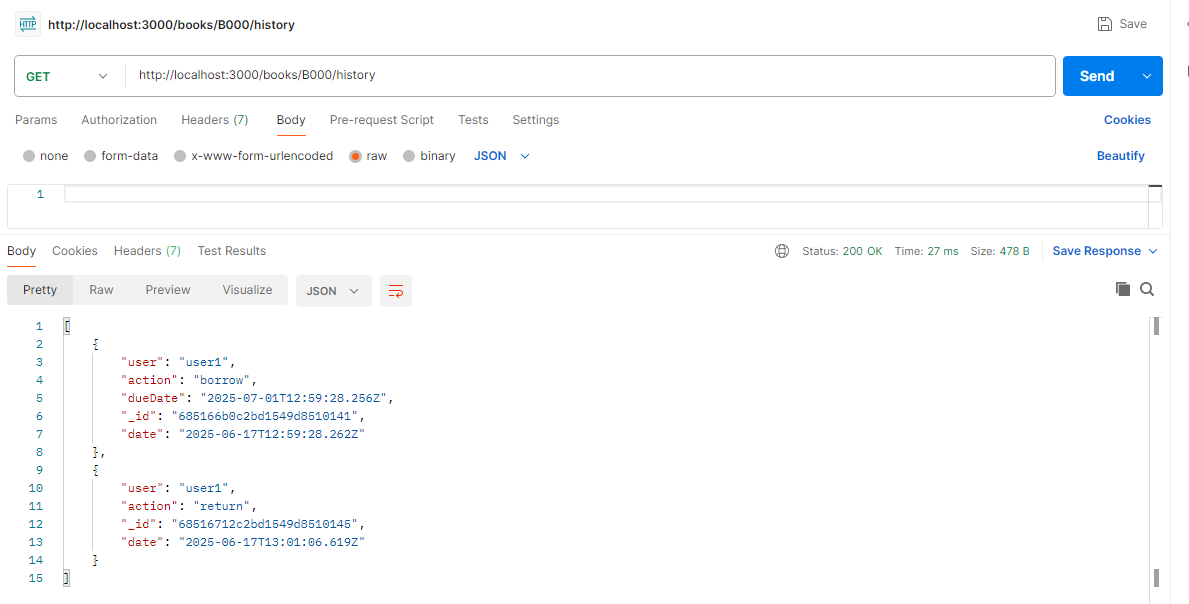 HTTP http://localhost:3000/books/B000/history Save
GET http://localhost:3000/books/B000/history Send
Params Authorization Headers (7) Body Pre-request Script Tests Settings Cookies
none form-data x-www-form-urlencoded raw binary JSON Beautify
1
Body Cookies Headers (7) Test Results Status: 200 OK Time: 27 ms Size: 478 B Save Response
Pretty Raw Preview Visualize JSON
1 [
2 {
3 "user": "user1",
4 "action": "borrow",
5 "dueDate": "2025-07-01T12:59:28.256Z",
6 "_id": "685166b0c2bd1549d8510141",
7 "date": "2025-06-17T12:59:28.262Z"
8 },
9 {
10 "user": "user1",
11 "action": "return",
12 "_id": "68516712c2bd1549d8510145",
13 "date": "2025-06-17T13:01:06.619Z"
14 }
15 ]